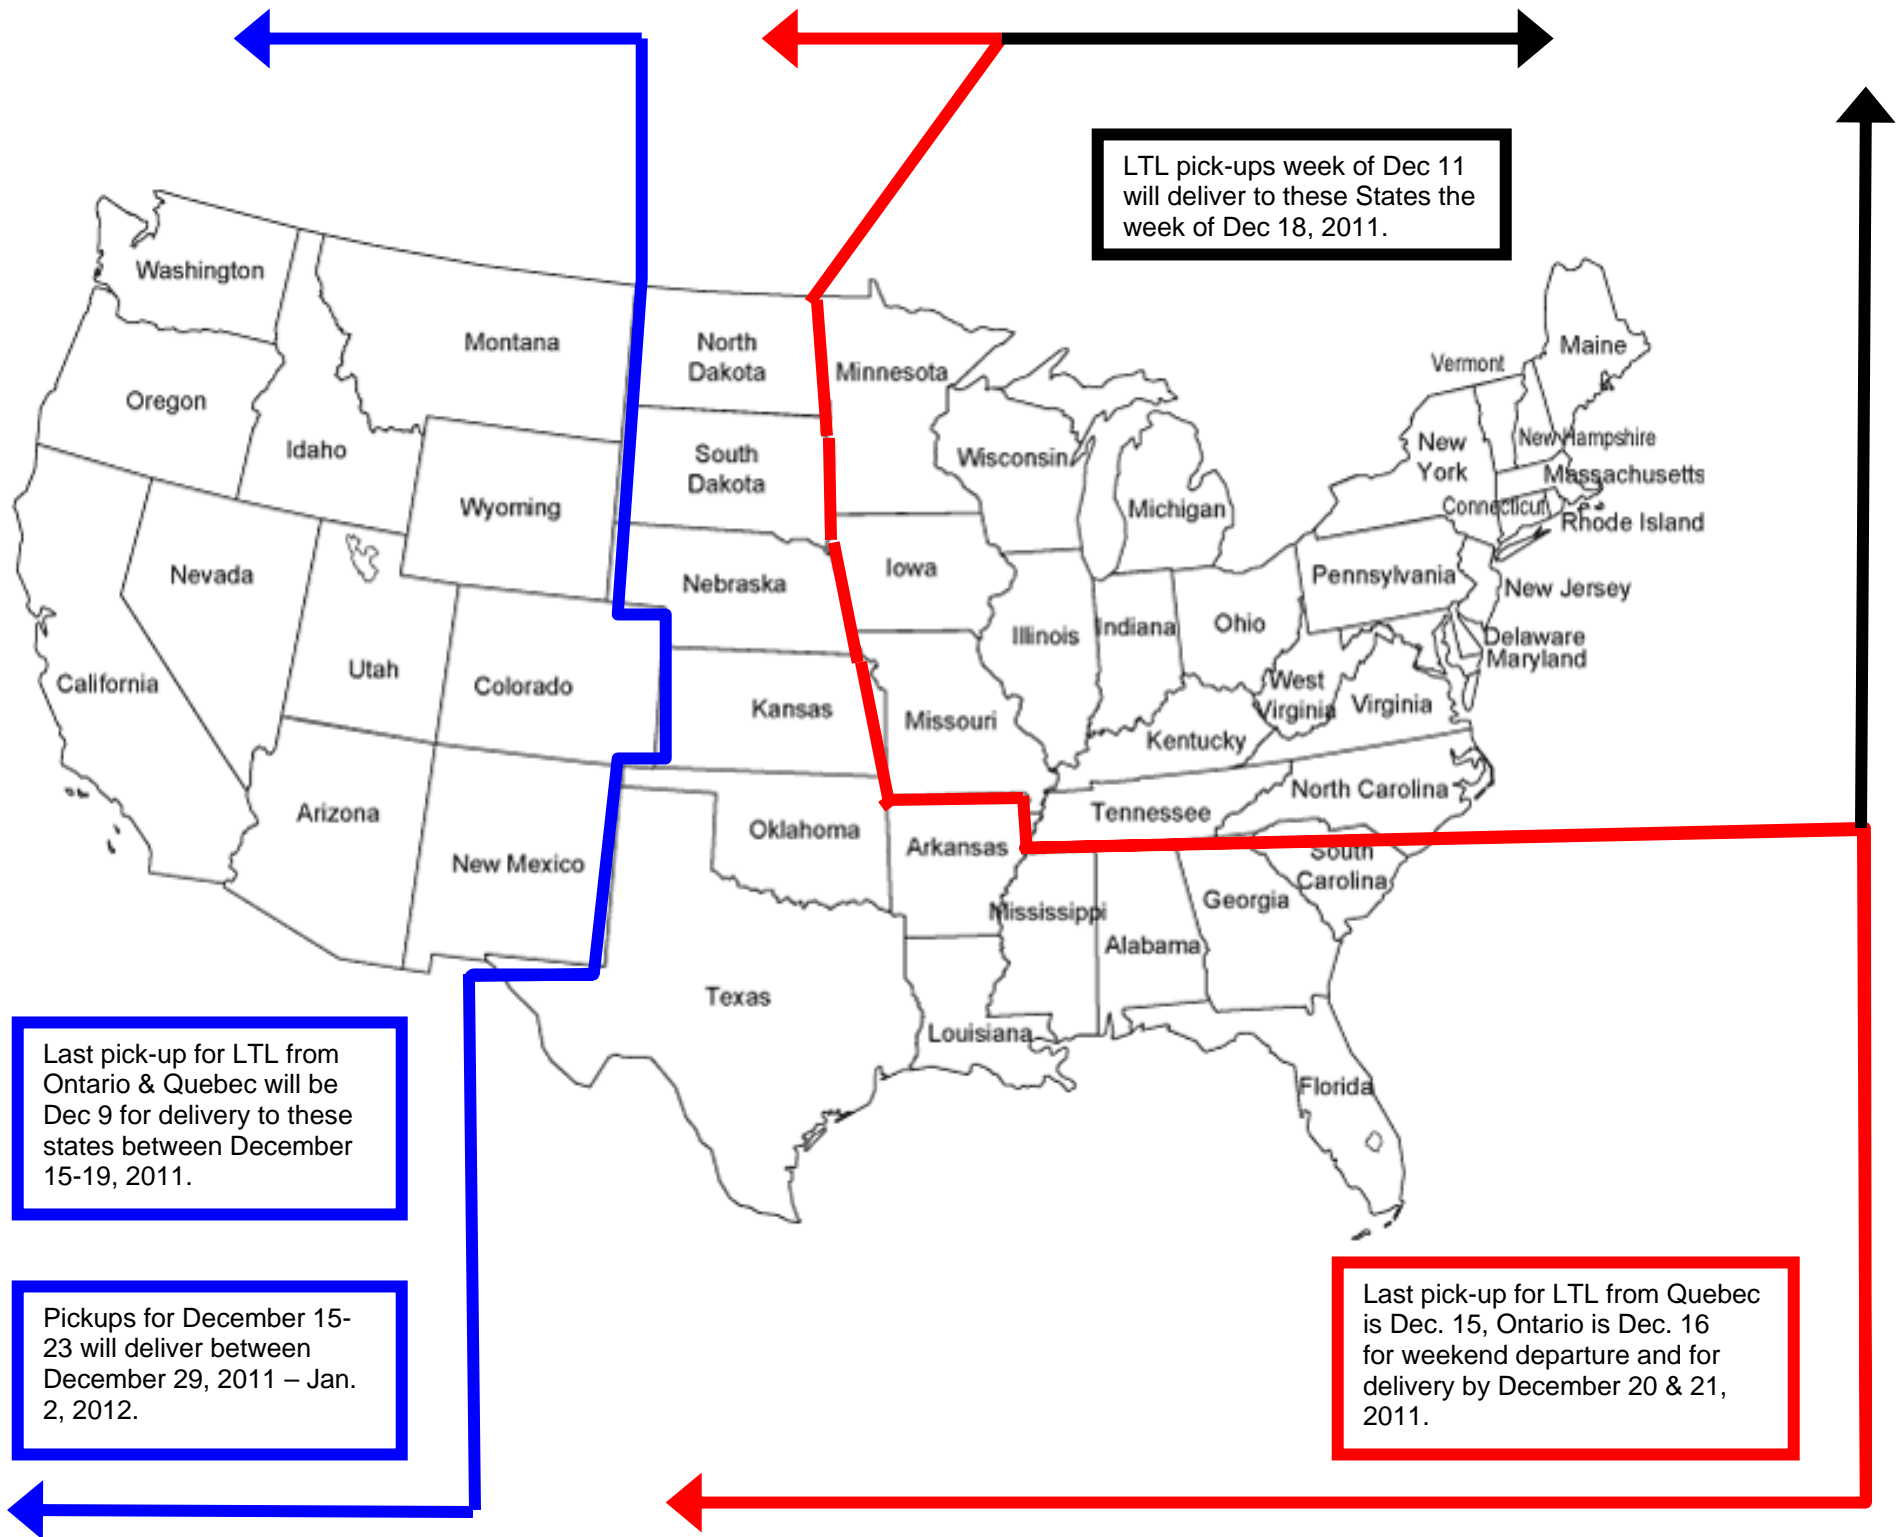 LTL pick-ups week of Dec 11
will deliver to these States the
week of Dec 18, 2011.
Washington
Montana
North
Dakota
Minnesota
Vermont
Maine
Oregon
Idaho
Wyoming
South
Dakota
Wisconsin
Michigan
New
York
New Hampshire
Massachusetts
Connecticut
Rhode Island
Nevada
Utah
Colorado
Nebraska
Iowa
Illinois
Indiana
Ohio
Pennsylvania
New Jersey
Delaware
Maryland
California
Kansas
Missouri
West
Virginia
Virginia
Kentucky
Arizona
New Mexico
Oklahoma
Arkansas
Tennessee
North Carolina
South
Carolina
Mississippi
Alabama
Georgia
Texas
Louisiana
Florida
Last pick-up for LTL from
Ontario & Quebec will be
Dec 9 for delivery to these
states between December
15-19, 2011.
Pickups for December 15-
23 will deliver between
December 29, 2011 – Jan.
2, 2012.
Last pick-up for LTL from Quebec
is Dec. 15, Ontario is Dec. 16
for weekend departure and for
delivery by December 20 & 21,
2011.